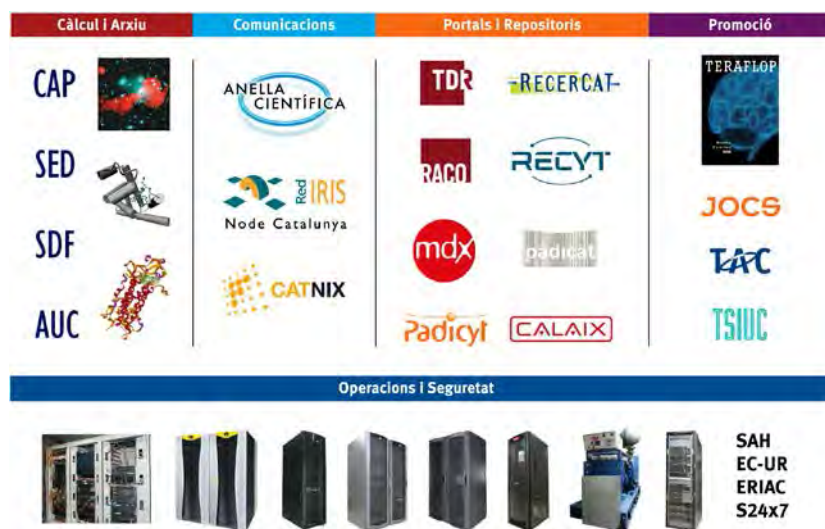 Càlcul i Arxiu
Comunicacions
Portals i Repositoris
Promoció
CAP
SED
SDF
AUC
ANELLA
CIENTÍFICA
Red IRIS
Node Catalunya
CATNIX
TDR
RECERCAT
RACO
RECYT
mdx
padicat
Padicyt
CALAIX
TERAFLOP
JOCS
TAC
TSIUC
Operacions i Seguretat
SAH
EC-UR
ERIAC
S24x7